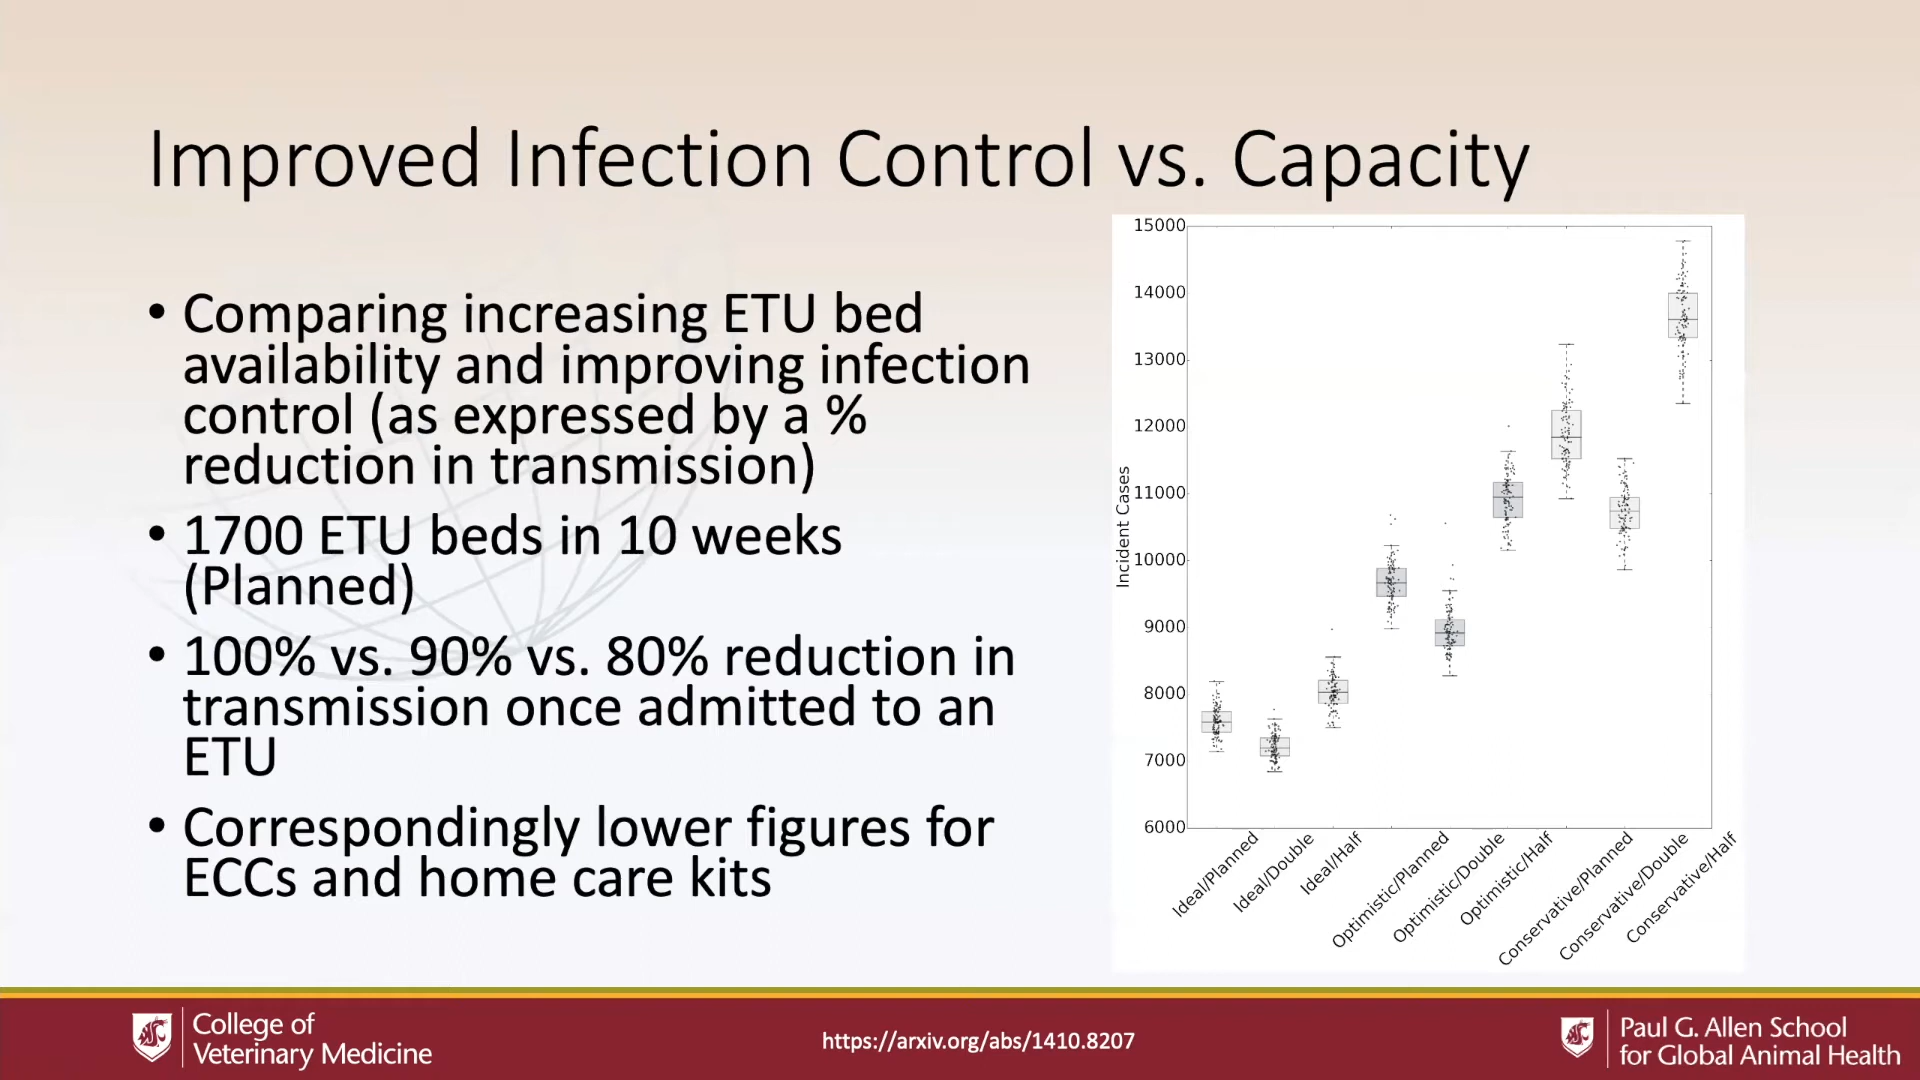 Improved Infection Control vs. Capacity
• Comparing increasing ETU bed
availability and improving infection
control (as expressed by a %
reduction in transmission)
• 1700 ETU beds in 10 weeks
(Planned)
• 100% vs. 90% vs. 80% reduction in
transmission once admitted to an
ETU
• Correspondingly lower figures for
ECCs and home care kits
15000
14000
13000
12000
11000
10000
9000
8000
7000
6000
Incident Cases
Ideal/Planned
Ideal/Double
Ideal/Half
Optimistic/Planned
Optimistic/Double
Optimistic/Half
Conservative/Planned
Conservative/Double
Conservative/Half
College of
Veterinary Medicine
https://arxiv.org/abs/1410.8207
Paul G. Allen School
for Global Animal Health